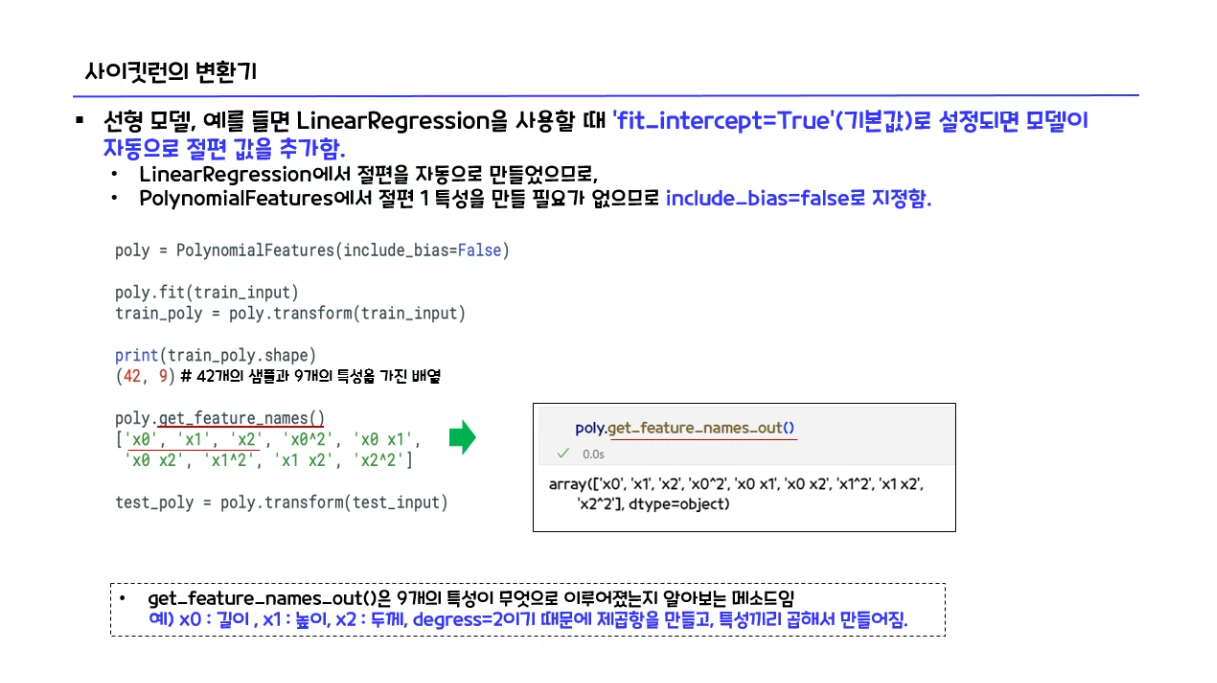 사이킷런의 변환기
▪ 선형 모델, 예를 들면 LinearRegression을 사용할 때 'fit_intercept=True'(기본값)로 설정되면 모델이
자동으로 절편 값을 추가함.
• LinearRegression에서 절편을 자동으로 만들었으므로,
• PolynomialFeatures에서 절편 1 특성을 만들 필요가 없으므로 include_bias=false로 지정함.
poly = PolynomialFeatures(include_bias=False)
poly.fit(train_input)
train_poly = poly.transform(train_input)
print(train_poly.shape)
(42, 9) # 42개의 샘플과 9개의 특성을 가진 배열
poly.get_feature_names()
['x0', 'x1', 'x2', 'x0^2', 'x0 x1',
'x0 x2', 'x1^2', 'x1 x2', 'x2^2']
test_poly = poly.transform(test_input)
poly.get_feature_names_out()
✓ 0.0s
array(['x0', 'x1', 'x2', 'x0^2', 'x0 x1', 'x0 x2', 'x1^2', 'x1 x2',
'x2^2'], dtype=object)
• get_feature_names_out()은 9개의 특성이 무엇으로 이루어졌는지 알아보는 메소드임
예) x0 : 길이 , x1 : 높이, x2 : 두께, degress=2이기 때문에 제곱항을 만들고, 특성끼리 곱해서 만들어짐.